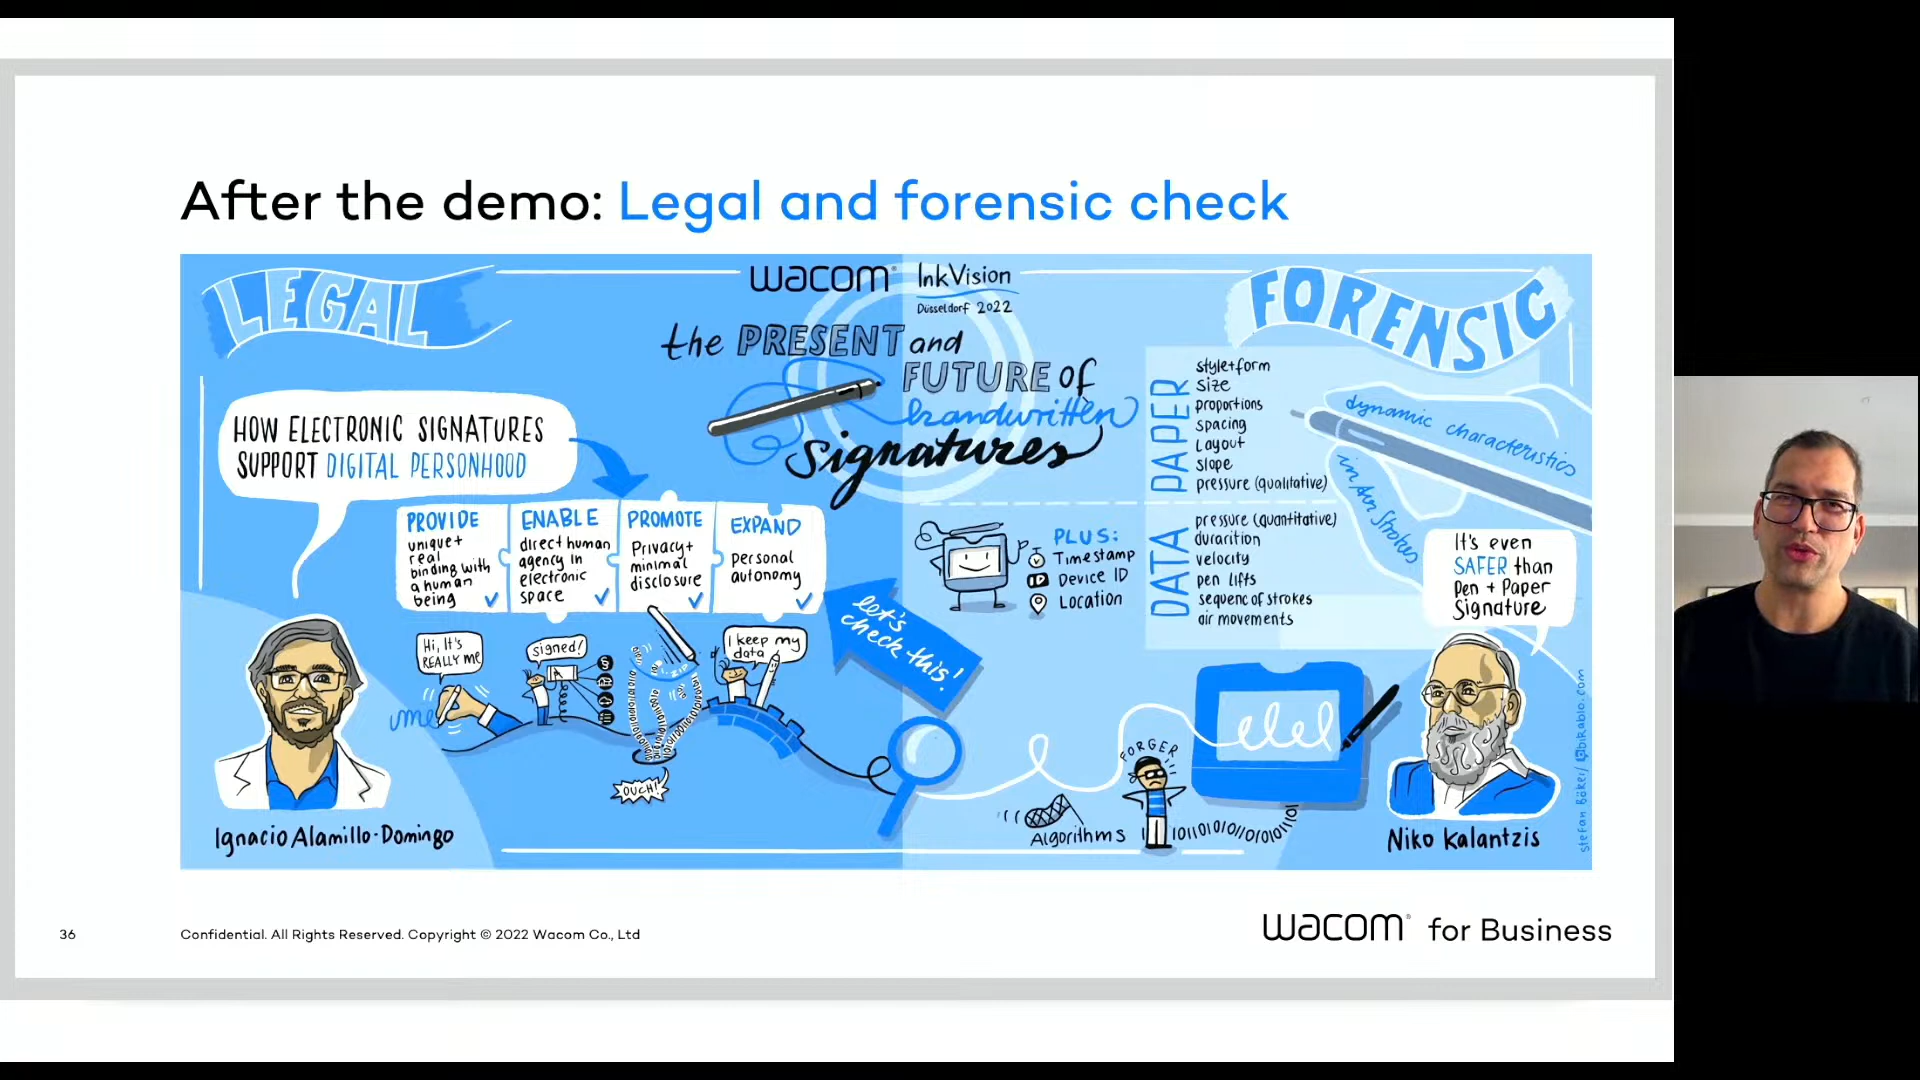 After the demo: Legal and forensic check
LEGAL
wacom
InkVision
Düsseldorf 2022
the PRESENT and
FUTURE of
handwritten
signatures
FORENSIC
HOW ELECTRONIC SIGNATURES
SUPPORT DIGITAL PERSONHOOD
PROVIDE
unique+
real
binding with
a human
being
ENABLE
direct human
agency in
electronic
space
PROMOTE
Privacy+
minimal
disclosure
EXPAND
personal
autonomy
Hi, It's
REALLY me
me
signed!
ZIP
I keep my
data
OUCH!
let's
check this!
Ignacio Alamillo-Domingo
PAPER
style+form
size
proportions
spacing
Layout
slope
pressure (qualitative)
dynamic characteristics
in pen strokes
PLUS:
Timestamp
ID Device ID
Location
DATA
pressure (quantitative)
durarition
velocity
pen lifts
sequenc of strokes
air movements
It's even
SAFER than
Pen + Paper
Signature
FORGER
Algorithms
Niko Kalantzis
36
Confidential. All Rights Reserved. Copyright © 2022 Wacom Co., Ltd
wacom for Business